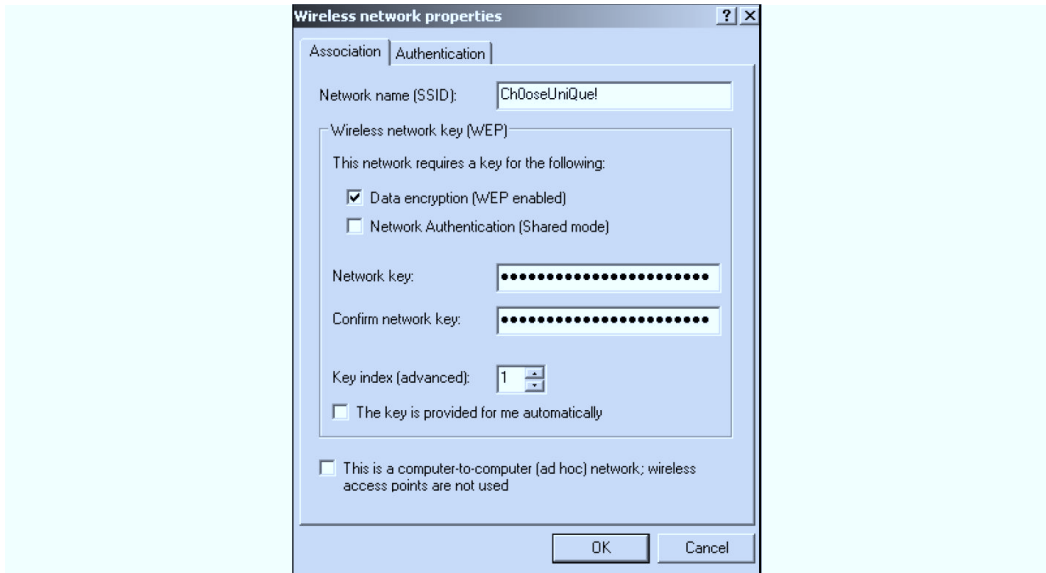 Wireless network properties
Association Authentication
Network name (SSID): Ch0oseUniQue!
Wireless network key (WEP)
This network requires a key for the following:
Data encryption (WEP enabled)
Network Authentication (Shared mode)
Network key: •••••••••••••••••••••••
Confirm network key: •••••••••••••••••••••••
Key index (advanced): 1
The key is provided for me automatically
This is a computer-to-computer (ad hoc) network; wireless
access points are not used
OK Cancel